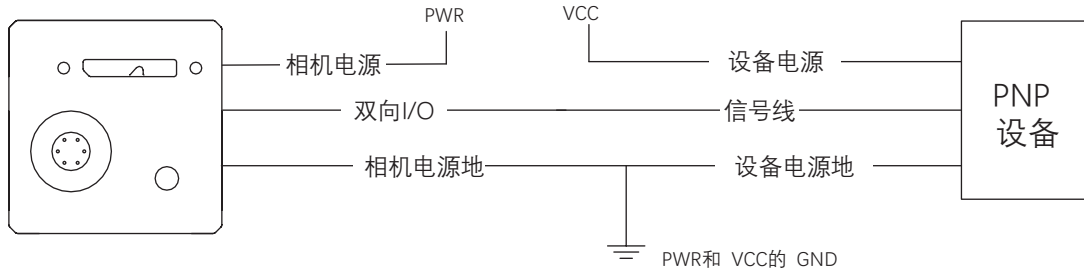 PWR
VCC
相机电源
设备电源
双向I/O
信号线
PNP
设备
相机电源地
设备电源地
PWR和 VCC的 GND